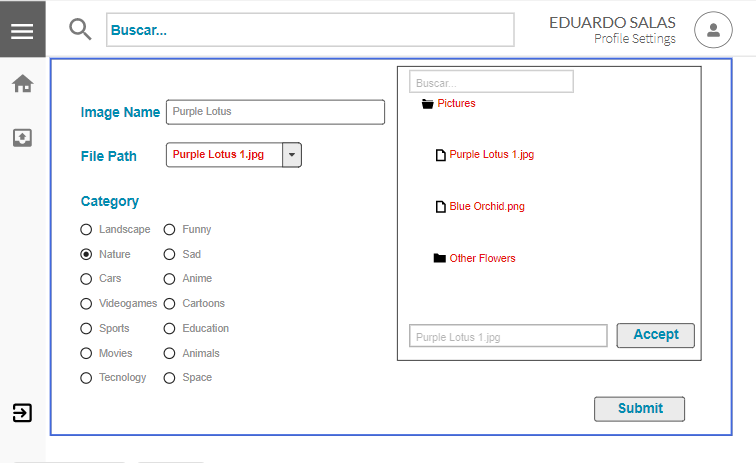 Buscar...
EDUARDO SALAS
Profile Settings
Image Name
Purple Lotus
File Path
Purple Lotus 1.jpg
Category
Landscape
Funny
Nature
Sad
Cars
Anime
Videogames
Cartoons
Sports
Education
Movies
Animals
Tecnology
Space
Buscar...
Pictures
Purple Lotus 1.jpg
Blue Orchid.png
Other Flowers
Purple Lotus 1.jpg
Accept
Submit